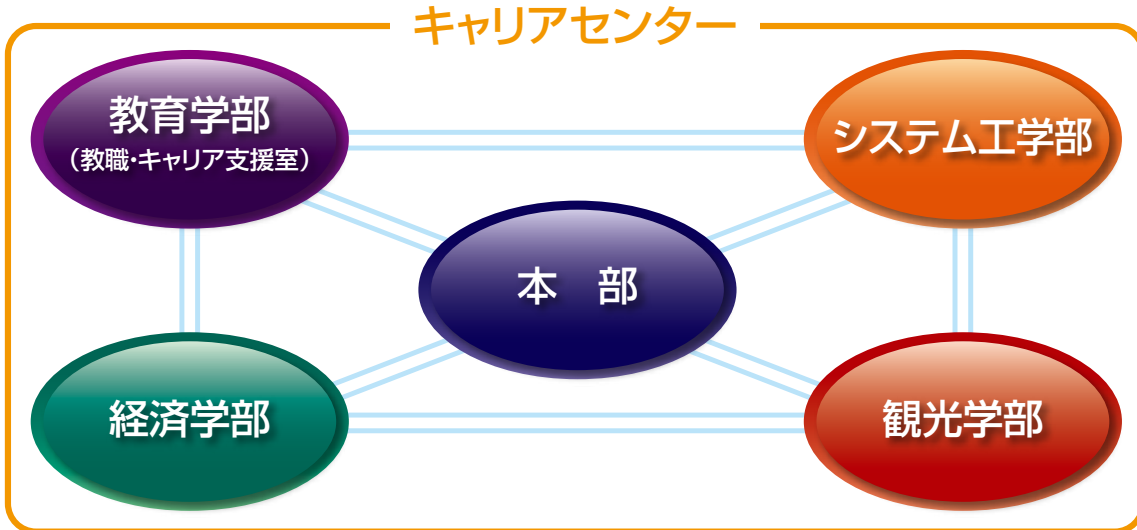 キャリアセンター
教育学部
（教職・キャリア支援室）
システム工学部
本　部
経済学部
観光学部